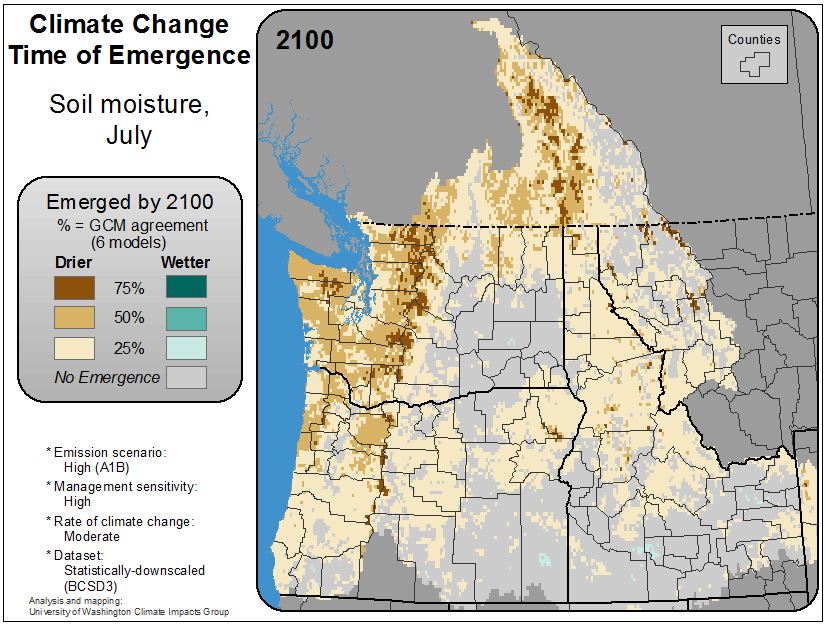 Climate Change
Time of Emergence
Soil moisture,
July
Emerged by 2100
% = GCM agreement
(6 models)
Drier Wetter
75%
50%
25%
No Emergence
* Emission scenario:
High (A1B)
* Management sensitivity:
High
* Rate of climate change:
Moderate
* Dataset:
Statistically-downscaled
(BCSD3)
Analysis and mapping:
University of Washington Climate Impacts Group
2100
Counties